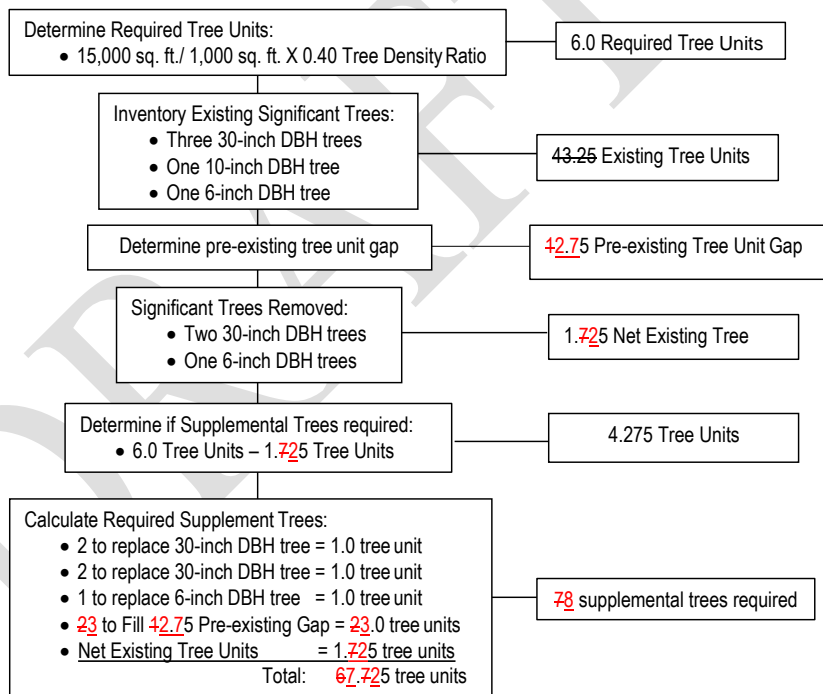 DRAFT
Determine Required Tree Units:
• 15,000 sq. ft./ 1,000 sq. ft. X 0.40 Tree Density Ratio
6.0 Required Tree Units
Inventory Existing Significant Trees:
• Three 30-inch DBH trees
• One 10-inch DBH tree
• One 6-inch DBH tree
43.25 Existing Tree Units
Determine pre-existing tree unit gap
12.75 Pre-existing Tree Unit Gap
Significant Trees Removed:
• Two 30-inch DBH trees
• One 6-inch DBH trees
1.725 Net Existing Tree
Determine if Supplemental Trees required:
• 6.0 Tree Units – 1.725 Tree Units
4.275 Tree Units
Calculate Required Supplement Trees:
• 2 to replace 30-inch DBH tree = 1.0 tree unit
• 2 to replace 30-inch DBH tree = 1.0 tree unit
• 1 to replace 6-inch DBH tree = 1.0 tree unit
• 23 to Fill 12.75 Pre-existing Gap = 23.0 tree units
• Net Existing Tree Units = 1.725 tree units
Total: 67.725 tree units
78 supplemental trees required